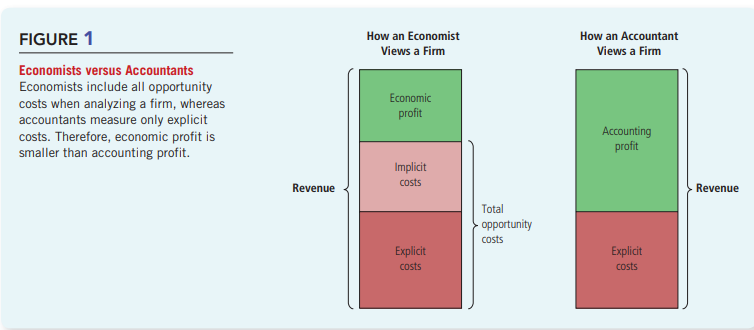 FIGURE 1
Economists versus Accountants
Economists include all opportunity
costs when analyzing a firm, whereas
accountants measure only explicit
costs. Therefore, economic profit is
smaller than accounting profit.
How an Economist
Views a Firm
Revenue
Economic
profit
Implicit
costs
Explicit
costs
Total
opportunity
costs
How an Accountant
Views a Firm
Accounting
profit
Explicit
costs
Revenue